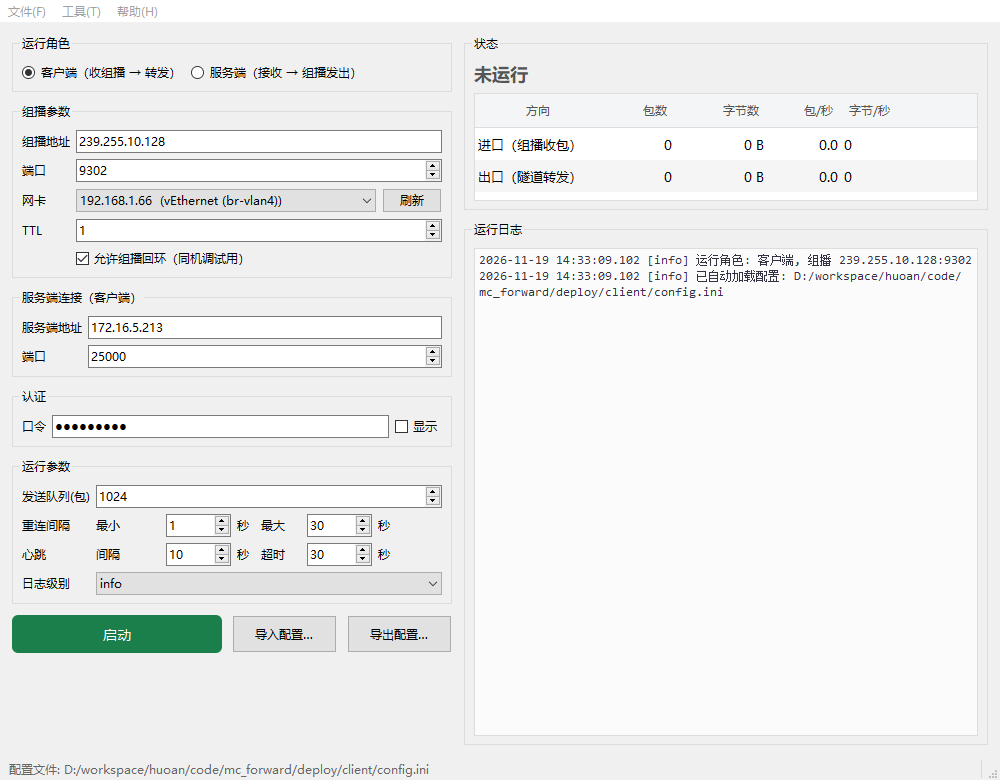 文件(F) 工具(T) 帮助(H)
运行角色
客户端（收组播 → 转发） 服务端（接收 → 组播发出）
组播参数
组播地址 239.255.10.128
端口 9302
网卡 192.168.1.66 (vEthernet (br-vlan4)) 刷新
TTL 1
允许组播回环（同机调试用）
服务端连接（客户端）
服务端地址 172.16.5.213
端口 25000
认证
口令 ●●●●●●●●● 显示
运行参数
发送队列(包) 1024
重连间隔 最小 1 秒 最大 30 秒
心跳 间隔 10 秒 超时 30 秒
日志级别 info
启动 导入配置... 导出配置...
状态
未运行
方向 包数 字节数 包/秒 字节/秒
进口（组播收包） 0 0 B 0.0 0
出口（隧道转发） 0 0 B 0.0 0
运行日志
2026-11-19 14:33:09.102 [info] 运行角色: 客户端, 组播 239.255.10.128:9302
2026-11-19 14:33:09.102 [info] 已自动加载配置: D:/workspace/huoan/code/
mc_forward/deploy/client/config.ini
配置文件: D:/workspace/huoan/code/mc_forward/deploy/client/config.ini